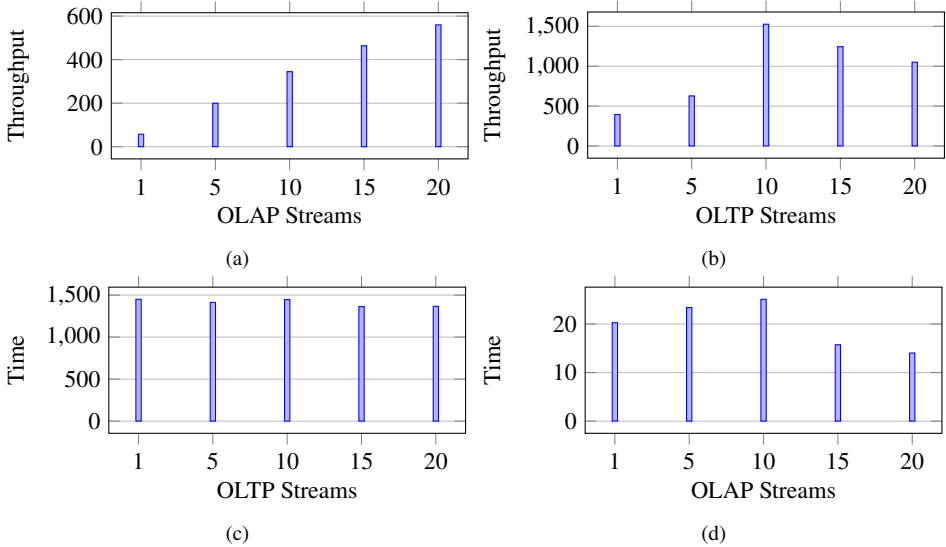 Throughput
600
400
200
0
1 5 10 15 20
OLAP Streams
(a)
Throughput
1,500
1,000
500
0
1 5 10 15 20
OLTP Streams
(b)
Time
1,500
1,000
500
0
1 5 10 15 20
OLTP Streams
(c)
Time
20
10
0
1 5 10 15 20
OLAP Streams
(d)